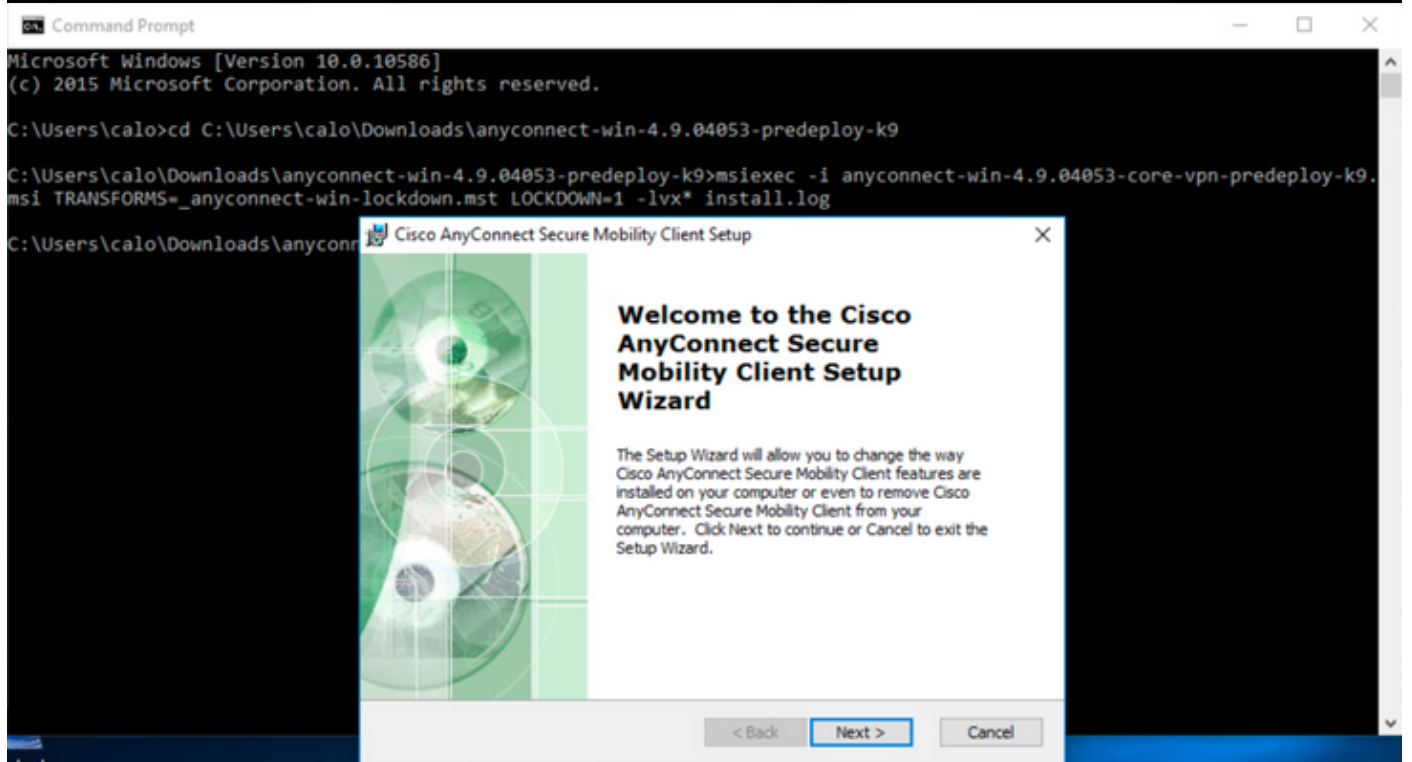 Command Prompt
Microsoft Windows [Version 10.0.10586]
(c) 2015 Microsoft Corporation. All rights reserved.
C:\Users\calo>cd C:\Users\calo\Downloads\anyconnect-win-4.9.04053-predeploy-k9
C:\Users\calo\Downloads\anyconnect-win-4.9.04053-predeploy-k9>msiexec -i anyconnect-win-4.9.04053-core-vpn-predeploy-k9.
msi TRANSFORMS=_anyconnect-win-lockdown.mst LOCKDOWN=1 -lvx* install.log
C:\Users\calo\Downloads\anyconn
Cisco AnyConnect Secure Mobility Client Setup
Welcome to the Cisco
AnyConnect Secure
Mobility Client Setup
Wizard
The Setup Wizard will allow you to change the way
Cisco AnyConnect Secure Mobility Client features are
installed on your computer or even to remove Cisco
AnyConnect Secure Mobility Client from your
computer. Click Next to continue or Cancel to exit the
Setup Wizard.
< Back Next > Cancel